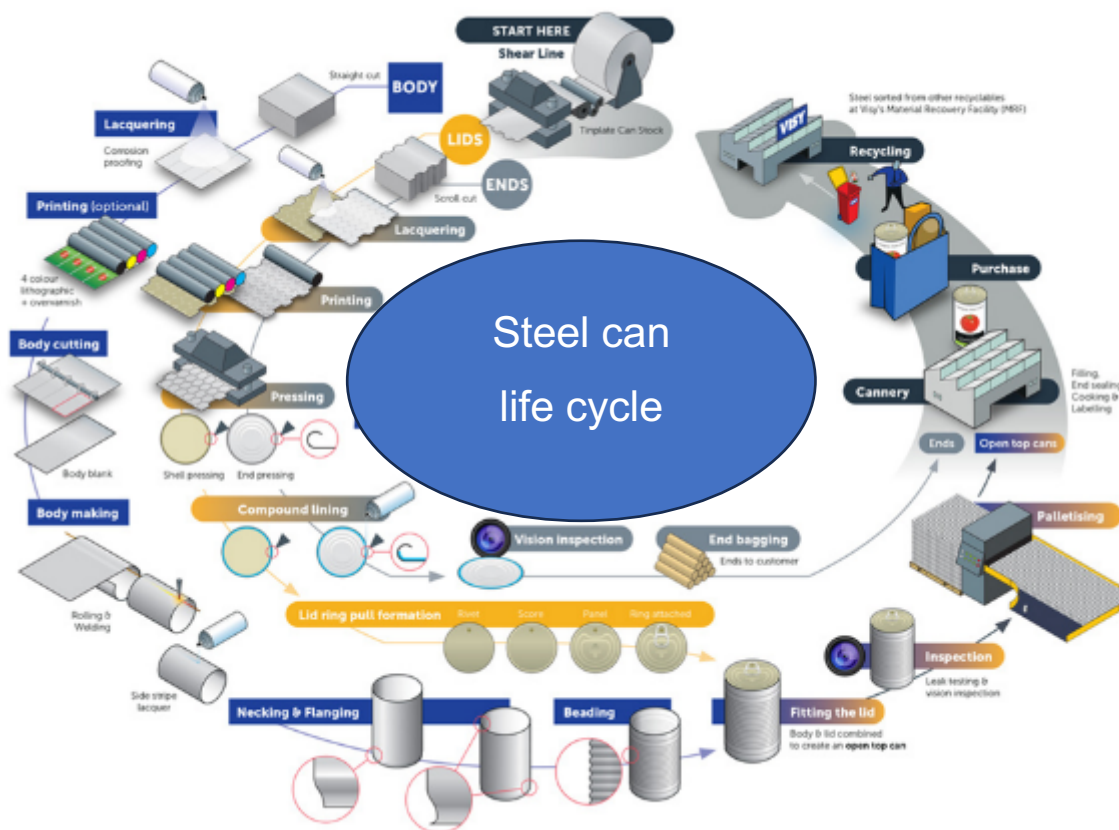 START HERE
Shear Line
Tinplate Can Stock
Straight cut
BODY
LIDS
ENDS
Scroll cut
Lacquering
Corrosion
proofing
Printing (optional)
4 colour
lithographic
+ overvarnish
Body cutting
Body blank
Body making
Rolling &
Welding
Side stripe
lacquer
Lacquering
Printing
Pressing
Shell pressing
End pressing
Compound lining
Vision inspection
End bagging
Ends to customer
Lid ring pull formation
Rivet
Score
Panel
Ring attached
Necking & Flanging
Beading
Fitting the lid
Body & lid combined
to create an open top can
Inspection
Leak testing &
vision inspection
Palletising
Ends
Open top cans
Cannery
Filling,
End sealing
Cooking &
Labelling
Purchase
Recycling
VISY
Steel sorted from other recyclables
at Visy's Material Recovery Facility (MRF)
Steel can
life cycle